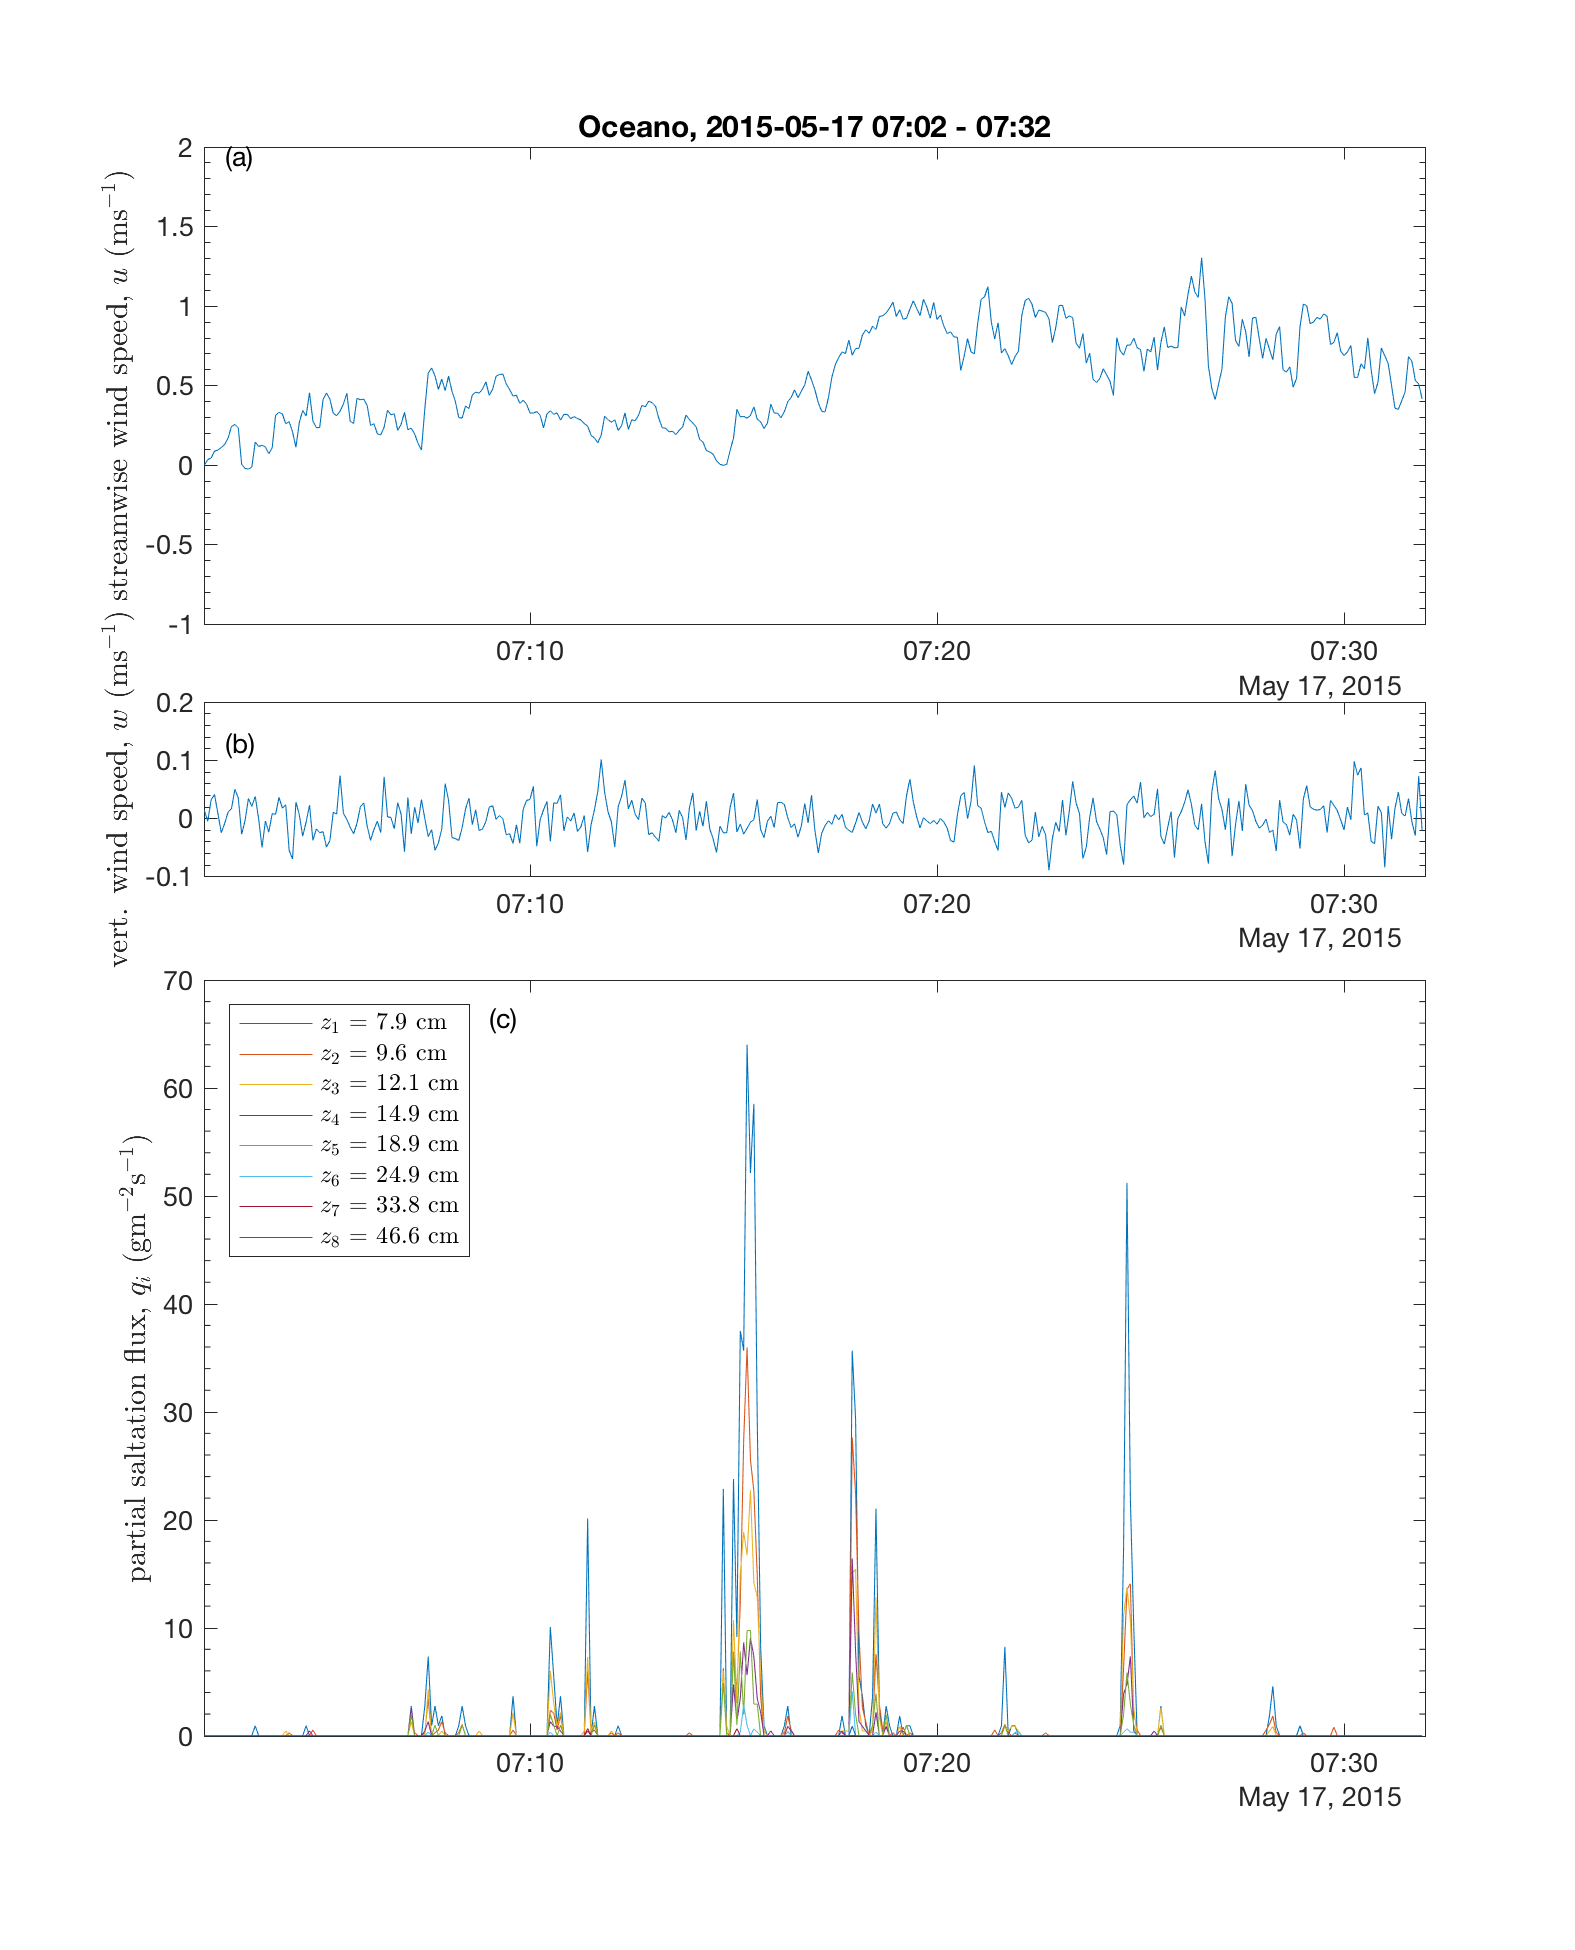 Oceano, 2015-05-17 07:02 - 07:32
(a)
streamwise wind speed, u (ms⁻¹)
2
1.5
1
0.5
0
-0.5
-1
07:10 07:20 07:30
May 17, 2015
(b)
vert. wind speed, w (ms⁻¹)
0.2
0.1
0
-0.1
07:10 07:20 07:30
May 17, 2015
(c)
partial saltation flux, qᵢ (gm⁻²s⁻¹)
70
60
50
40
30
20
10
0
z₁ = 7.9 cm
z₂ = 9.6 cm
z₃ = 12.1 cm
z₄ = 14.9 cm
z₅ = 18.9 cm
z₆ = 24.9 cm
z₇ = 33.8 cm
z₈ = 46.6 cm
07:10 07:20 07:30
May 17, 2015